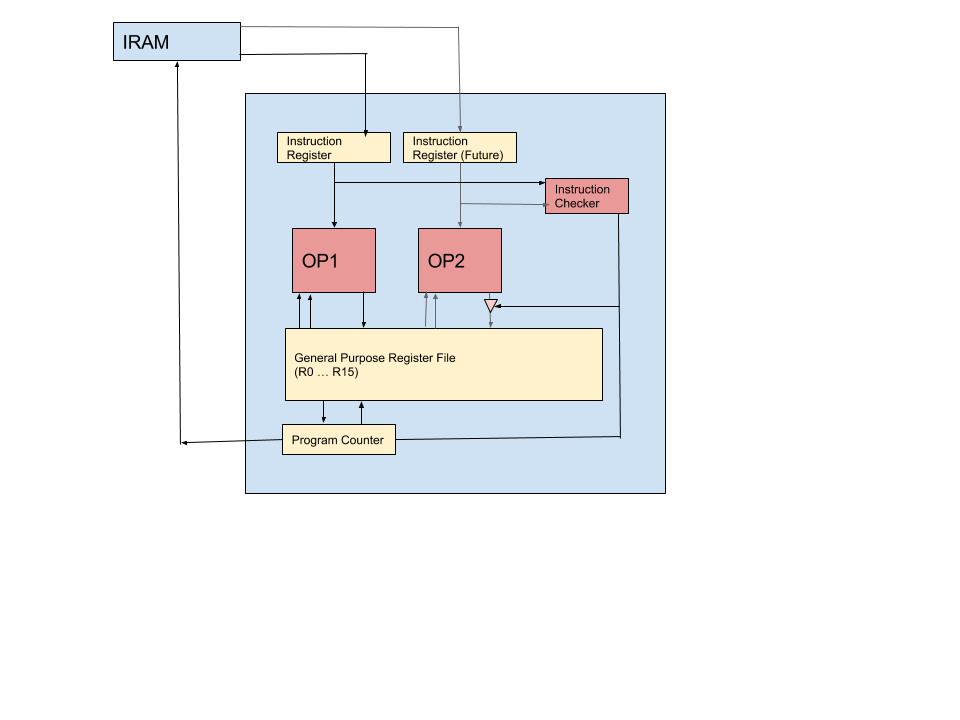 IRAM
Instruction
Register
Instruction
Register (Future)
Instruction
Checker
OP1
OP2
General Purpose Register File
(R0 ... R15)
Program Counter